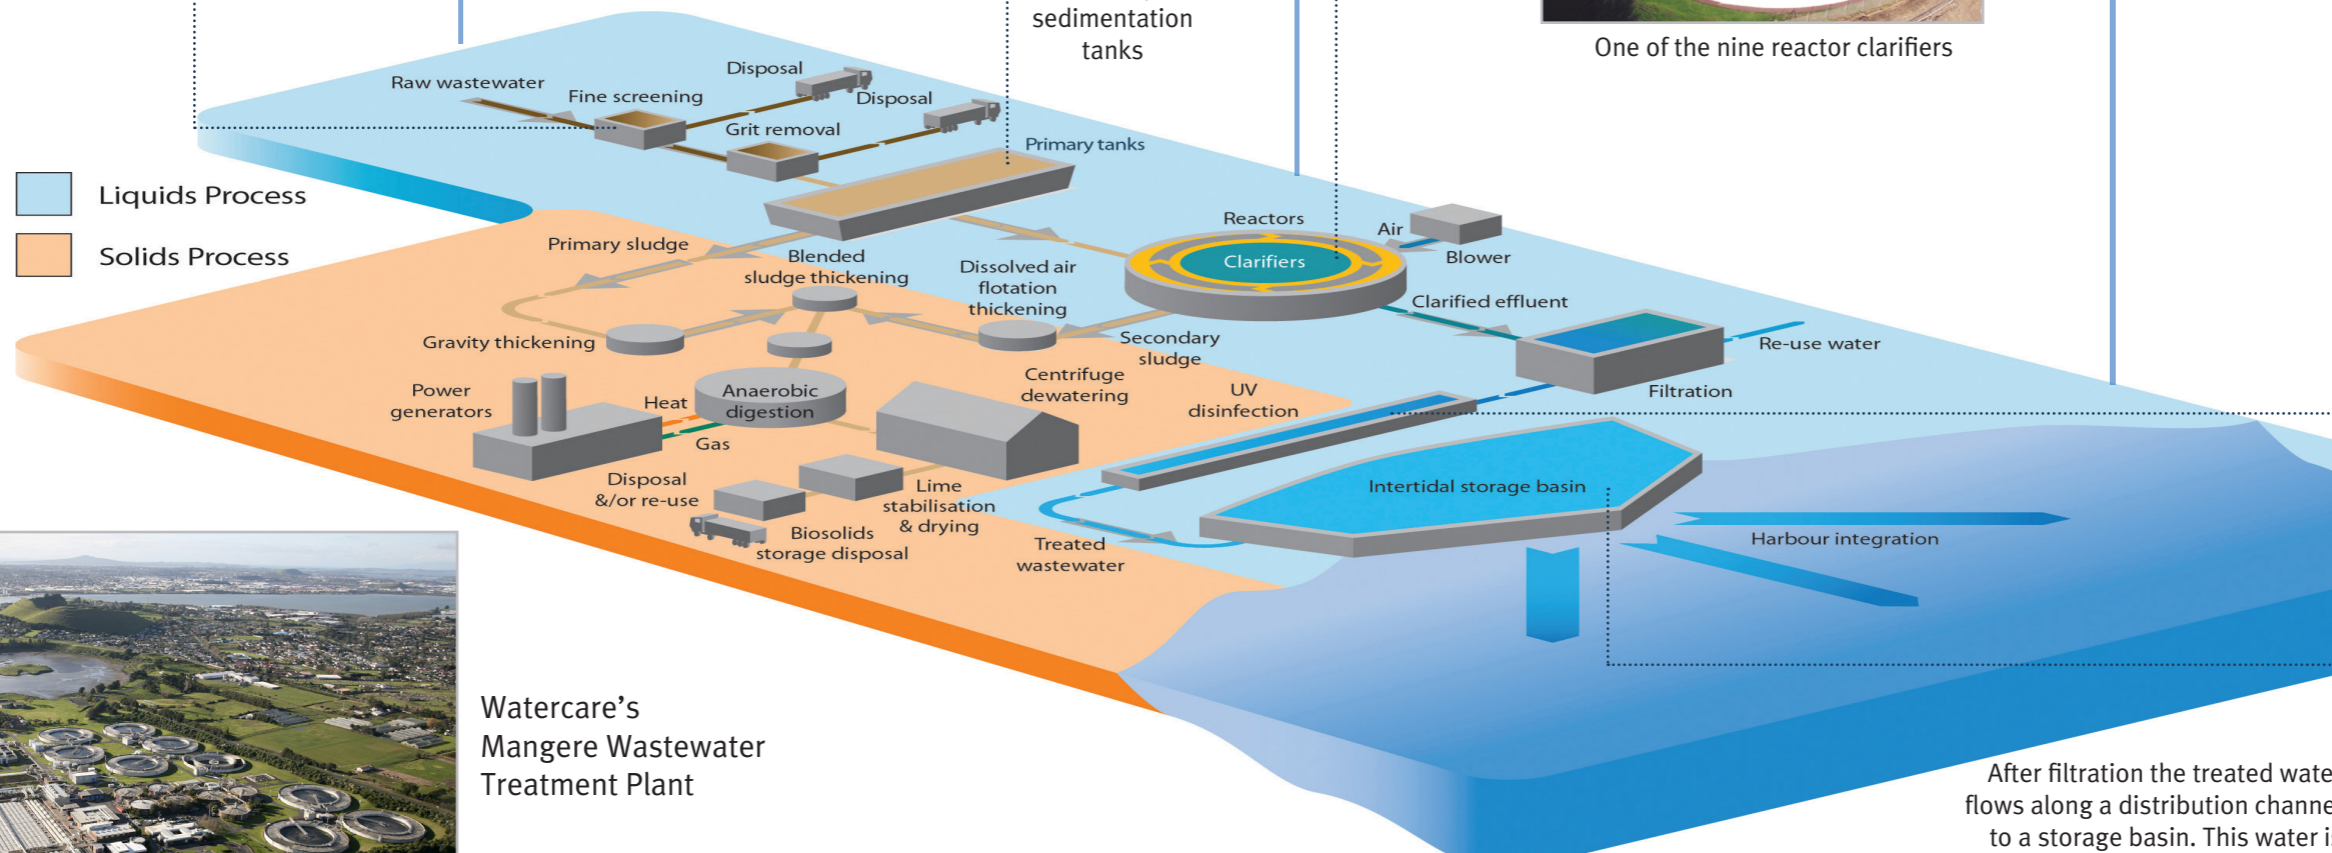 sedimentation
tanks
One of the nine reactor clarifiers
Raw wastewater
Fine screening
Disposal
Disposal
Grit removal
Primary tanks
Liquids Process
Solids Process
Primary sludge
Blended
sludge thickening
Dissolved air
flotation
thickening
Reactors
Clarifiers
Air
Blower
Clarified effluent
Gravity thickening
Secondary
sludge
Re-use water
Filtration
Power
generators
Heat
Gas
Anaerobic
digestion
Centrifuge
dewatering
UV
disinfection
Disposal
&/or re-use
Biosolids
storage disposal
Lime
stabilisation
& drying
Treated
wastewater
Intertidal storage basin
Harbour integration
Watercare’s
Mangere Wastewater
Treatment Plant
After filtration the treated wate
flows along a distribution channe
to a storage basin. This water is